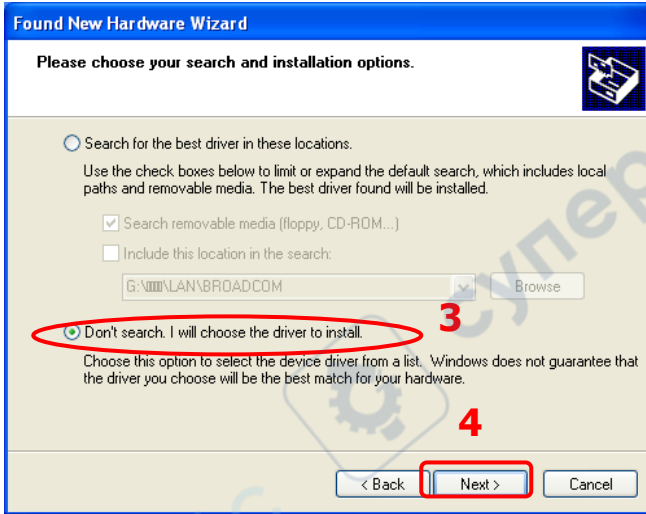 Found New Hardware Wizard
Please choose your search and installation options.
Search for the best driver in these locations.
Use the check boxes below to limit or expand the default search, which includes local
paths and removable media. The best driver found will be installed.
Search removable media (floppy, CD-ROM...)
Include this location in the search:
\LAN\BROADCOM
Browse
Don't search. I will choose the driver to install.
3
Choose this option to select the device driver from a list. Windows does not guarantee that
the driver you choose will be the best match for your hardware.
4
< Back
Next >
Cancel
супер